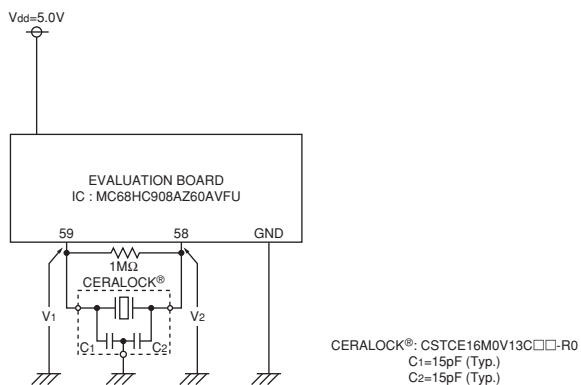 Vdd=5.0V
EVALUATION BOARD
IC : MC68HC908AZ60AVFU
59
58
GND
1MΩ
CERALOCK®
V1
V2
C1
C2
CERALOCK®: CSTCE16M0V13C□□-R0
C1=15pF (Typ.)
C2=15pF (Typ.)